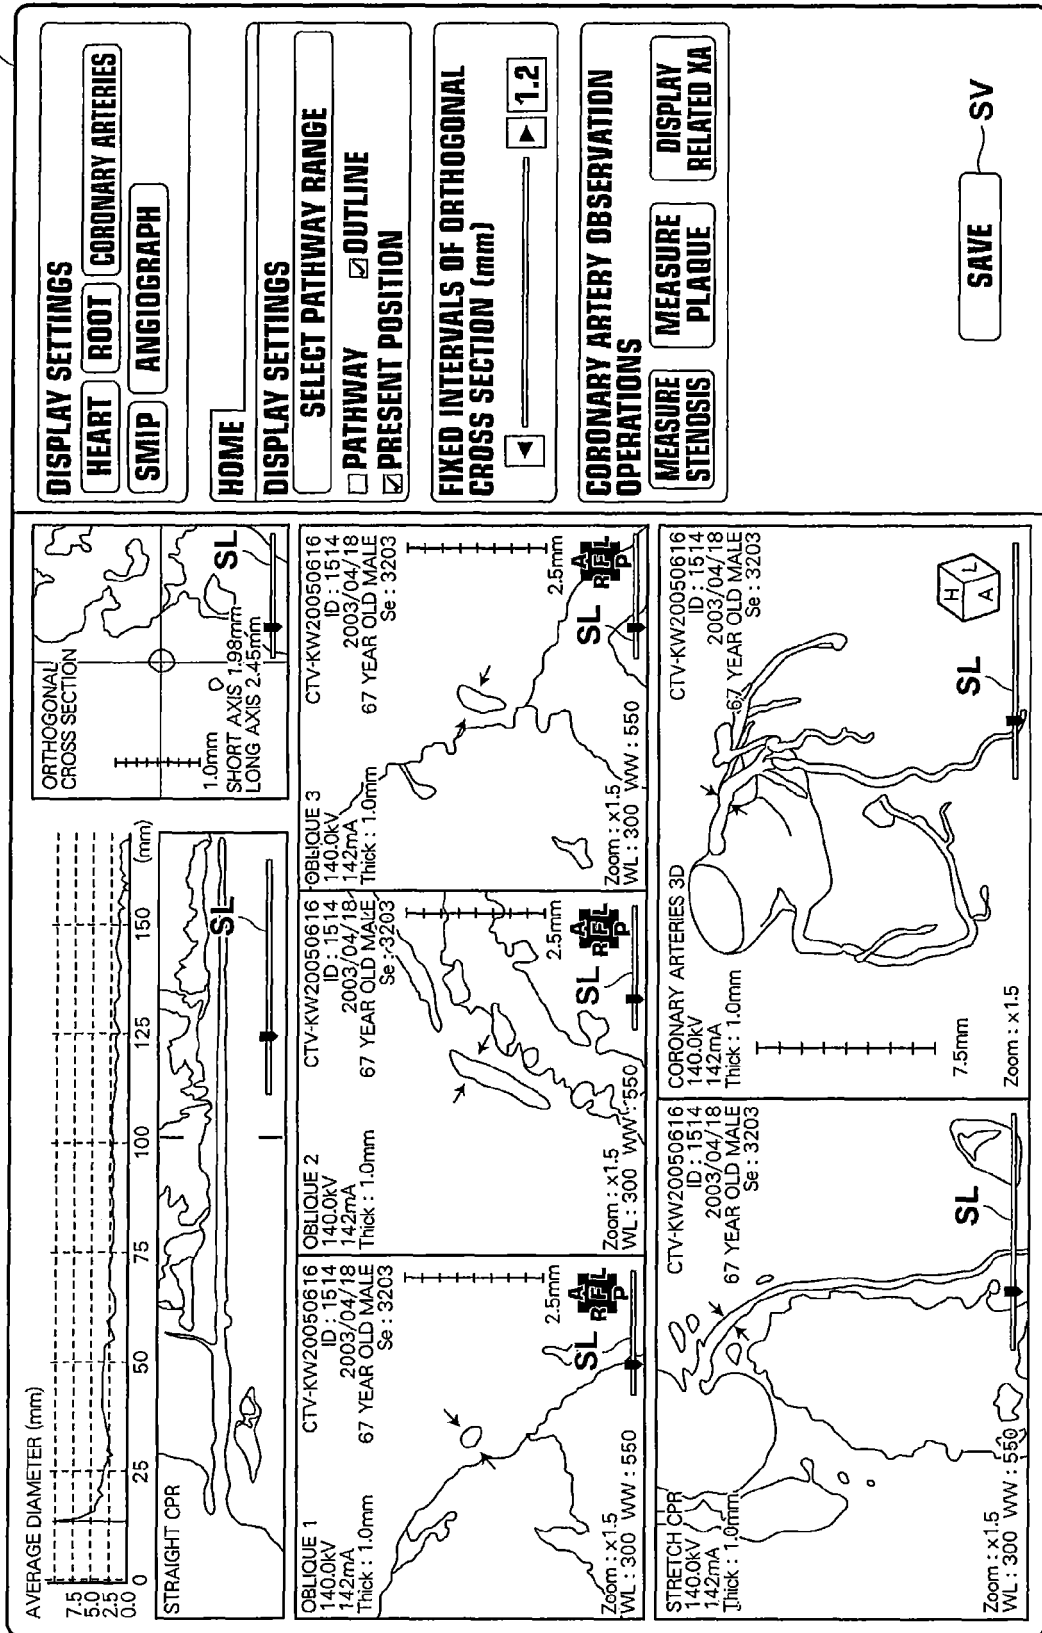 AVERAGE DIAMETER (mm)
7.5
5.0
2.5
0.0
0 25 50 75 100 125 150 (mm)
STRAIGHT CPR
SL
ORTHOGONAL
CROSS SECTION
1.0mm
SHORT AXIS 1.98mm
LONG AXIS 2.45mm
SL
OBLIQUE 1
140.0kV
142mA
Thick : 1.0mm
CTV-KW20050616
ID : 1514
2003/04/18
67 YEAR OLD MALE
Se : 3203
2.5mm
SL
A
R F L
P
Zoom : x1.5
WL : 300 WW : 550
OBLIQUE 2
140.0kV
142mA
Thick : 1.0mm
CTV-KW20050616
ID : 1514
2003/04/18
67 YEAR OLD MALE
Se : 3203
2.5mm
SL
A
R F L
P
Zoom : x1.5
WL : 300 WW : 550
OBLIQUE 3
140.0kV
142mA
Thick : 1.0mm
CTV-KW20050616
ID : 1514
2003/04/18
67 YEAR OLD MALE
Se : 3203
2.5mm
SL
A
R F L
P
Zoom : x1.5
WL : 300 WW : 550
STRETCH CPR
140.0kV
142mA
Thick : 1.0mm
CTV-KW20050616
ID : 1514
2003/04/18
67 YEAR OLD MALE
Se : 3203
SL
Zoom : x1.5
WL : 300 WW : 550
CORONARY ARTERIES 3D
140.0kV
142mA
Thick : 1.0mm
CTV-KW20050616
ID : 1514
2003/04/18
67 YEAR OLD MALE
Se : 3203
7.5mm
SL
H
A L
Zoom : x1.5
DISPLAY SETTINGS
HEART ROOT CORONARY ARTERIES
SMIP ANGIOGRAPH
HOME
DISPLAY SETTINGS
SELECT PATHWAY RANGE
PATHWAY OUTLINE
PRESENT POSITION
FIXED INTERVALS OF ORTHOGONAL
CROSS SECTION (mm)
1.2
CORONARY ARTERY OBSERVATION
OPERATIONS
MEASURE
STENOSIS
MEASURE
PLAQUE
DISPLAY
RELATED XA
SAVE
SV